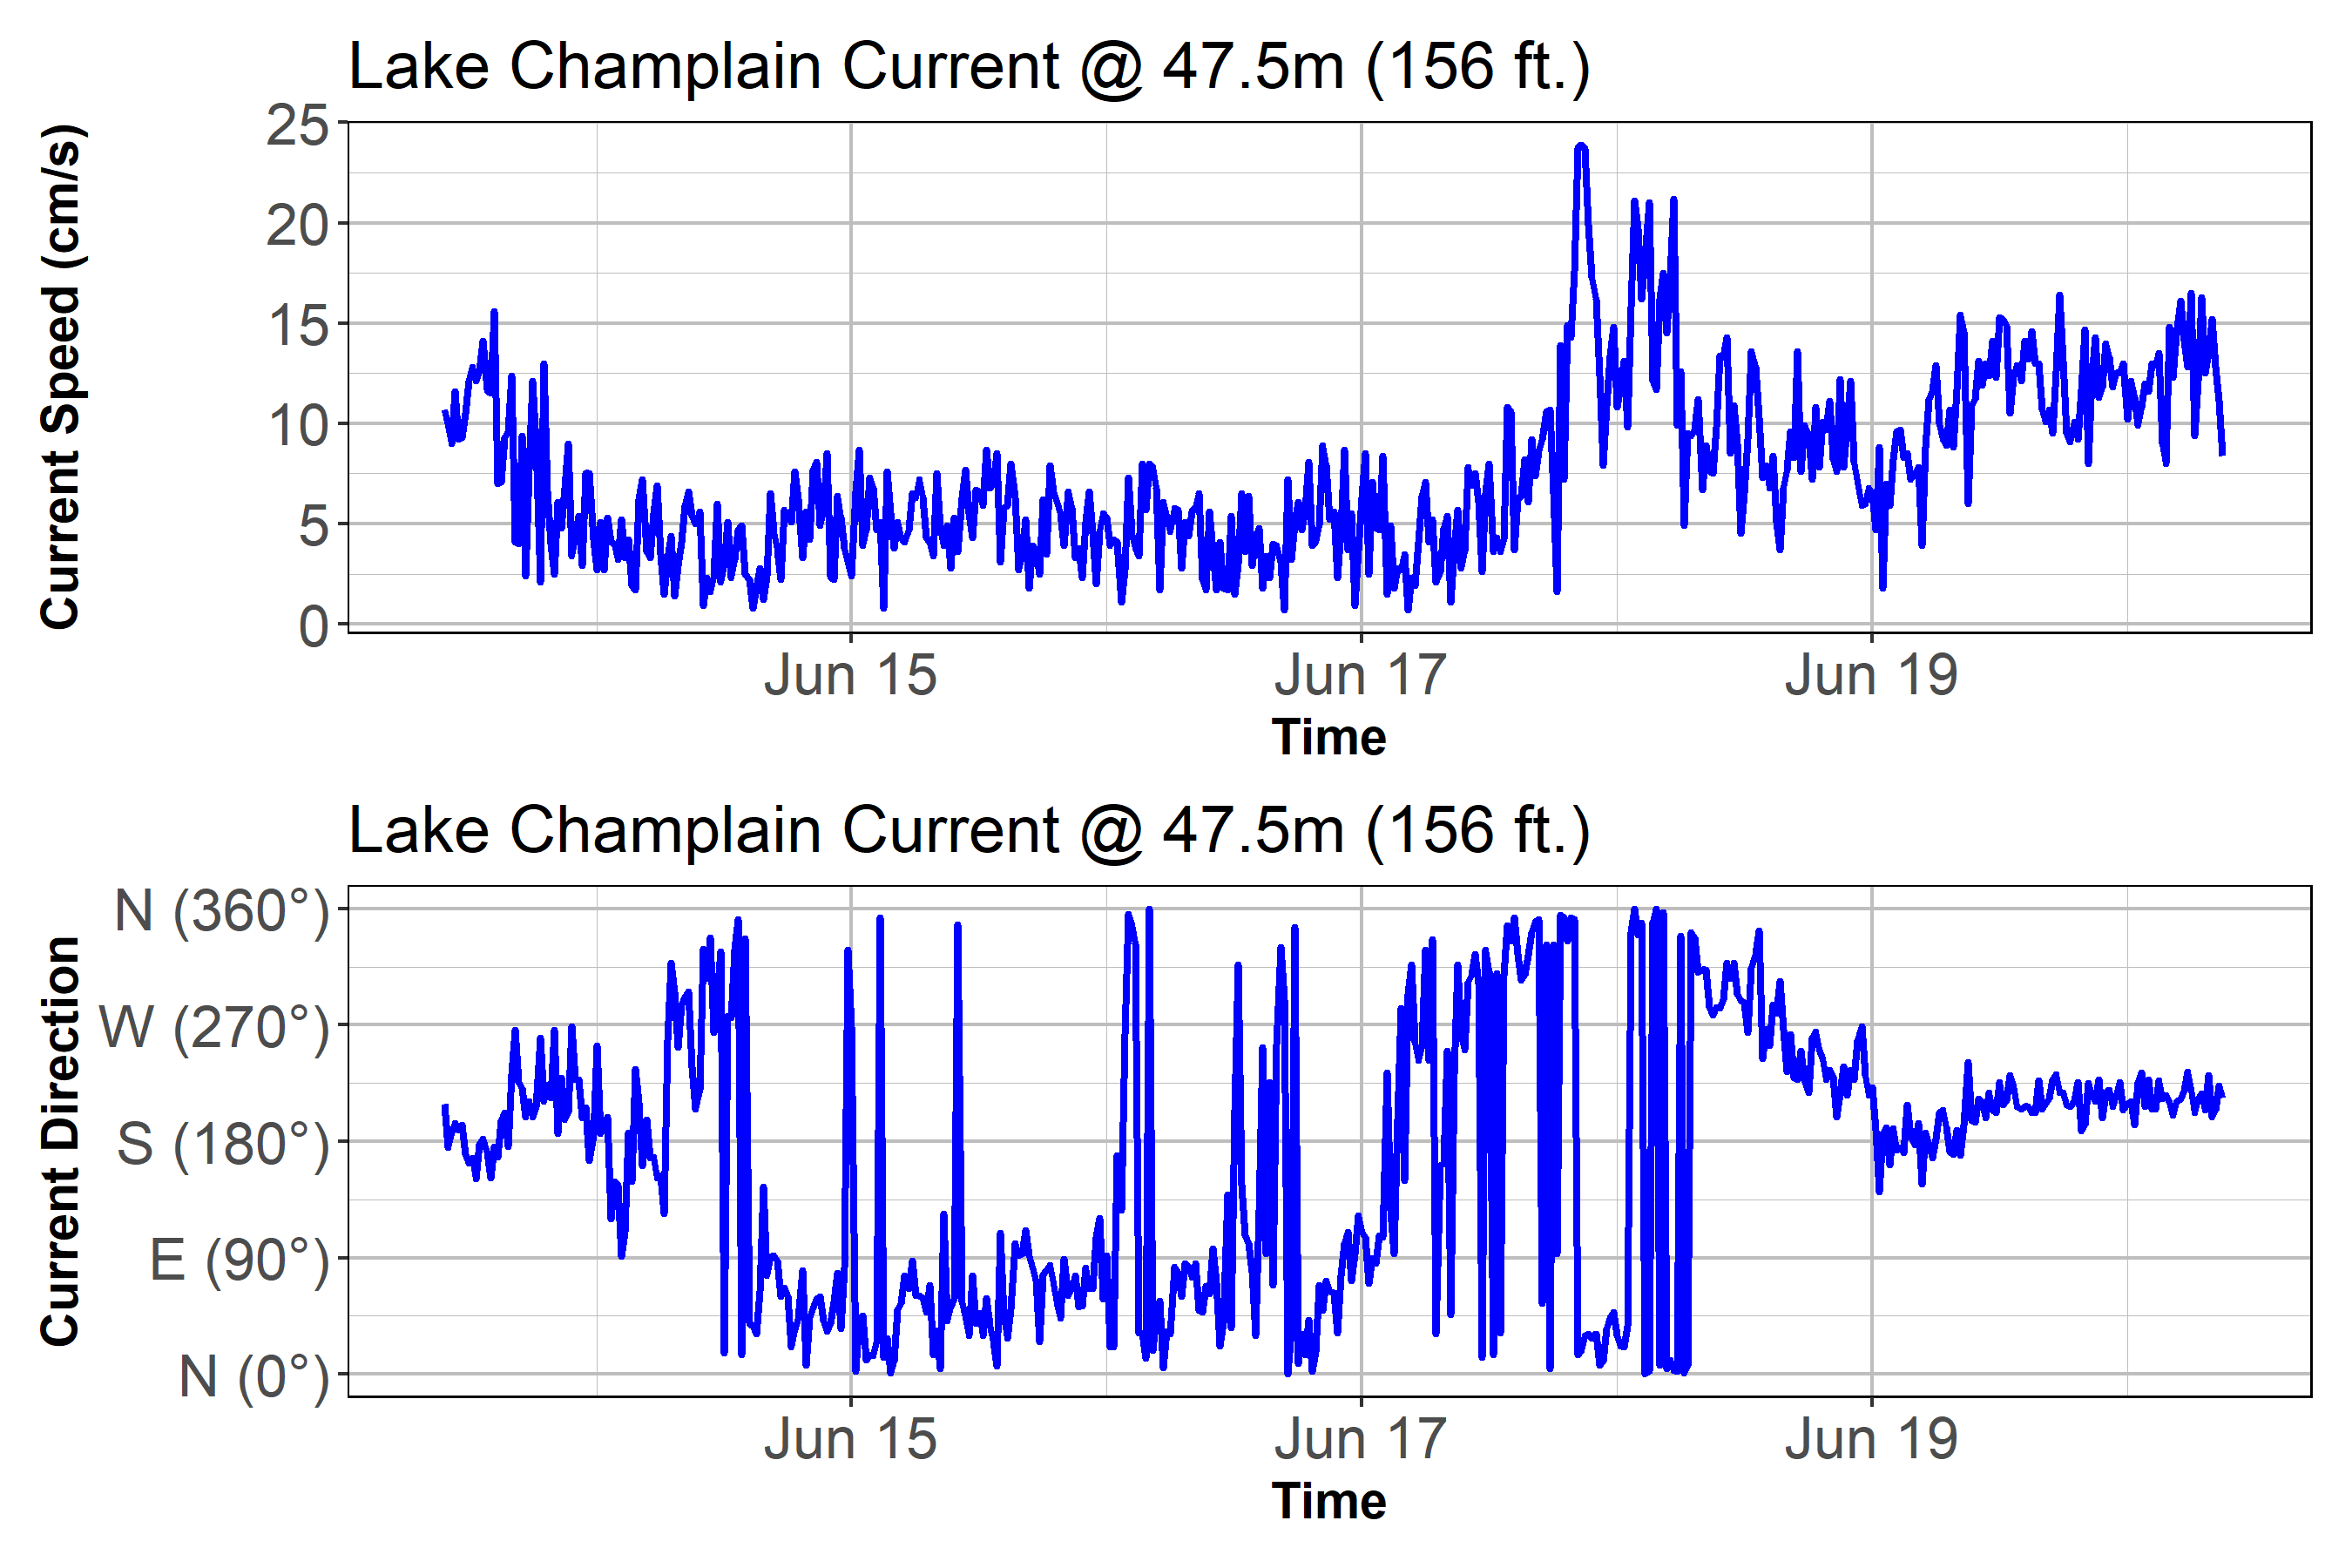 Lake Champlain Current @ 47.5m (156 ft.)
Current Speed (cm/s)
25
20
15
10
5
0
Jun 15 Jun 17 Jun 19
Time
Lake Champlain Current @ 47.5m (156 ft.)
Current Direction
N (360°)
W (270°)
S (180°)
E (90°)
N (0°)
Jun 15 Jun 17 Jun 19
Time